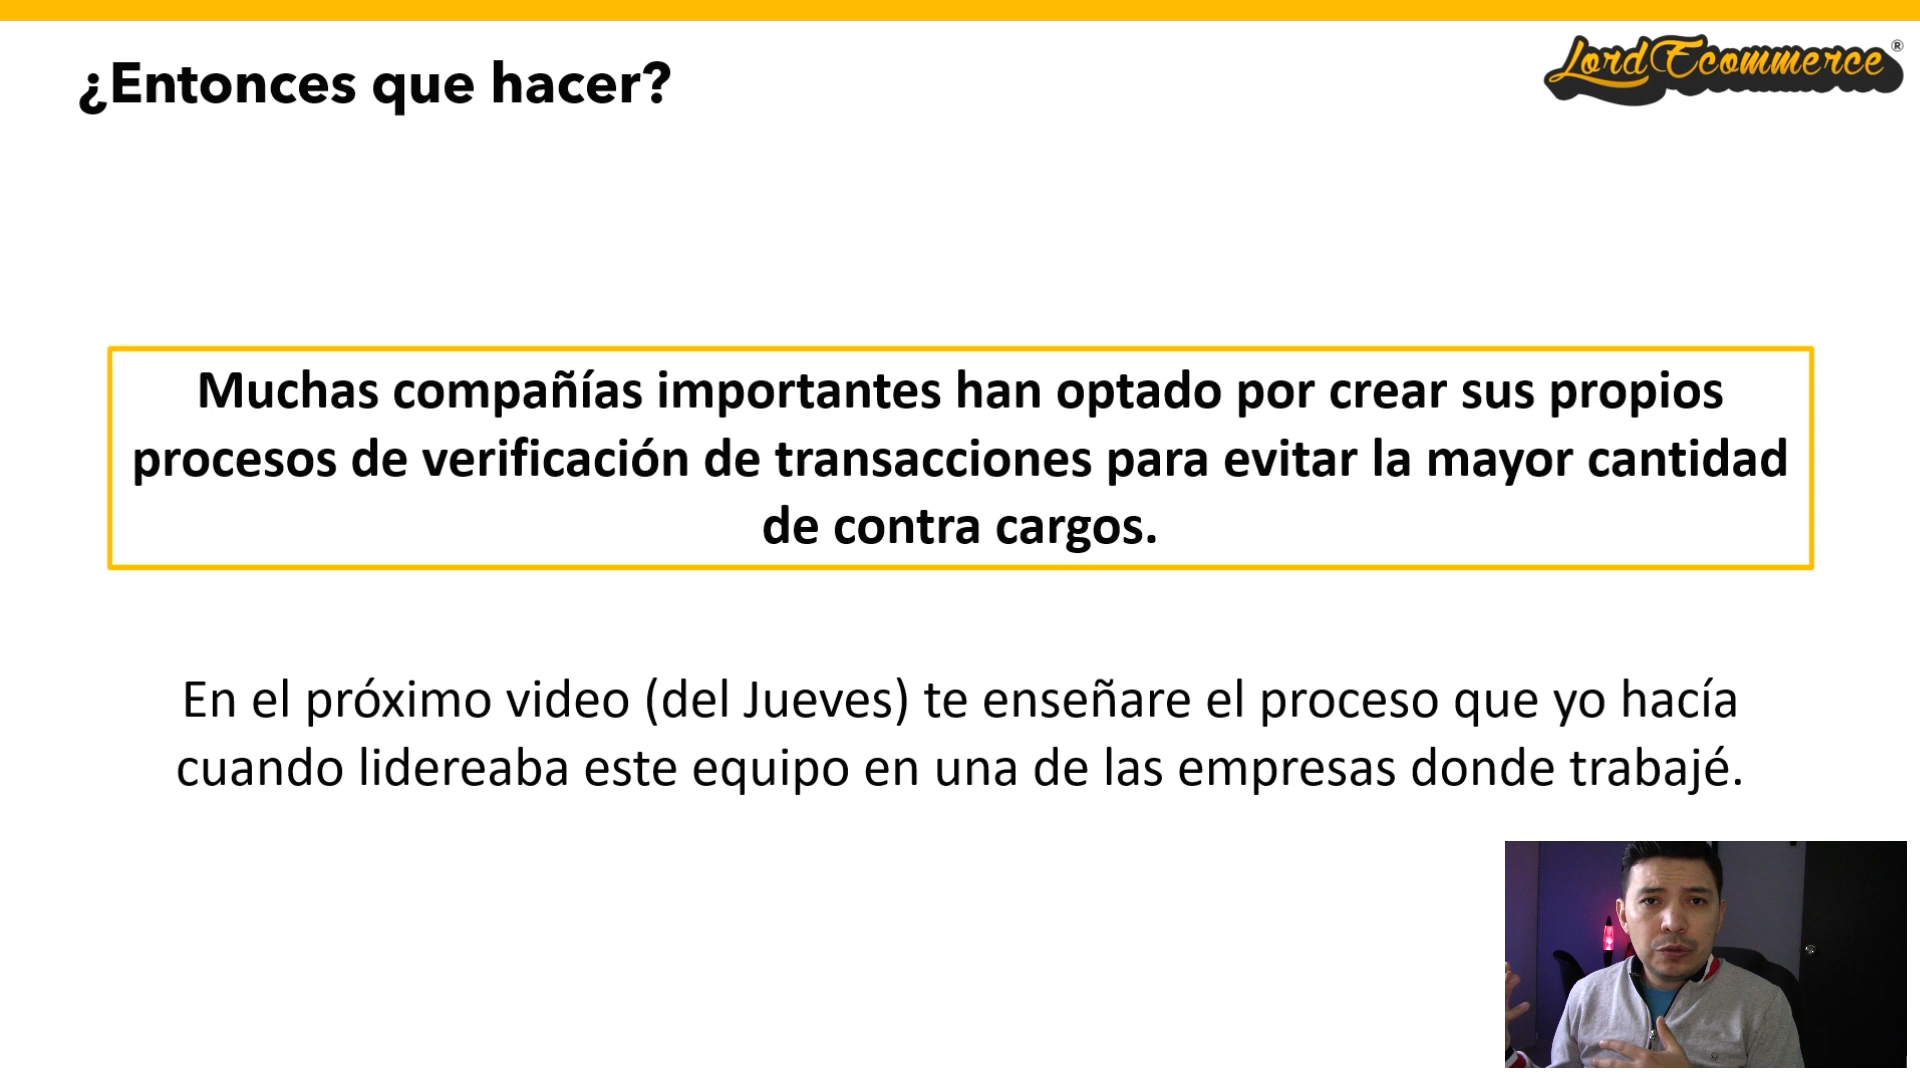 ¿Entonces que hacer?
Lord Ecommerce®
Muchas compañías importantes han optado por crear sus propios
procesos de verificación de transacciones para evitar la mayor cantidad
de contra cargos.
En el próximo video (del Jueves) te enseñare el proceso que yo hacía
cuando lidereaba este equipo en una de las empresas donde trabajé.